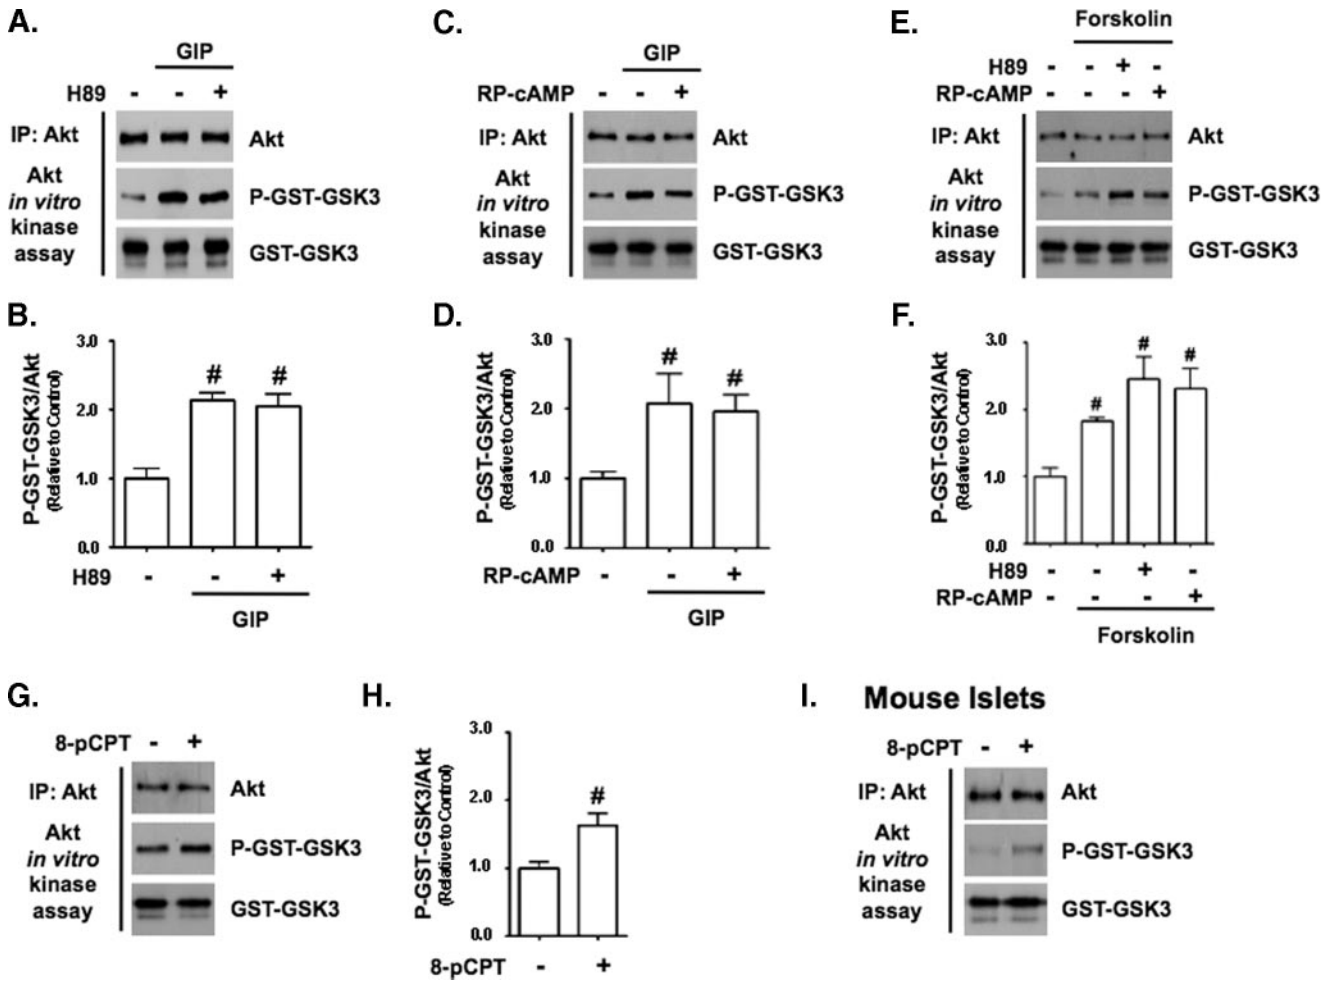 A.
GIP
H89 - - +
IP: Akt
Akt
Akt
in vitro
kinase
assay
P-GST-GSK3
GST-GSK3
C.
GIP
RP-cAMP - - +
IP: Akt
Akt
Akt
in vitro
kinase
assay
P-GST-GSK3
GST-GSK3
E.
Forskolin
H89 - - + -
RP-cAMP - - - +
IP: Akt
Akt
Akt
in vitro
kinase
assay
P-GST-GSK3
GST-GSK3
B.
P-GST-GSK3/Akt
(Relative to Control)
3.0
2.0
1.0
0.0
# #
H89 - - +
GIP
D.
P-GST-GSK3/Akt
(Relative to Control)
3.0
2.0
1.0
0.0
# #
RP-cAMP - - +
GIP
F.
P-GST-GSK3/Akt
(Relative to Control)
3.0
2.0
1.0
0.0
# # #
H89 - - + -
RP-cAMP - - - +
Forskolin
G.
8-pCPT - +
IP: Akt
Akt
Akt
in vitro
kinase
assay
P-GST-GSK3
GST-GSK3
H.
P-GST-GSK3/Akt
(Relative to Control)
3.0
2.0
1.0
0.0
#
8-pCPT - +
I.
Mouse Islets
8-pCPT - +
IP: Akt
Akt
Akt
in vitro
kinase
assay
P-GST-GSK3
GST-GSK3